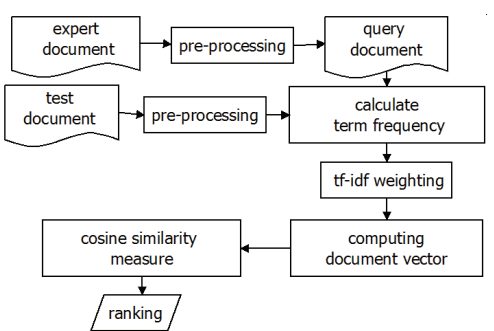 expert
document
pre-processing
query
document
test
document
pre-processing
calculate
term frequency
tf-idf weighting
cosine similarity
measure
computing
document vector
ranking